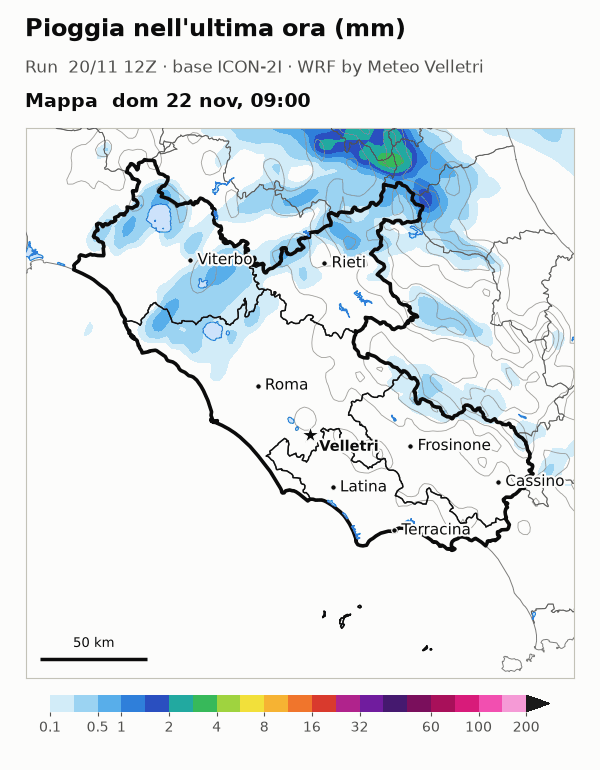 Pioggia nell'ultima ora (mm)
Run  20/11 12Z · base ICON-2I · WRF by Meteo Velletri
Mappa  dom 22 nov, 09:00
Viterbo
Rieti
Roma
Velletri
Frosinone
Latina
Cassino
Terracina
50 km
0.1 0.5 1 2 4 8 16 32 60 100 200